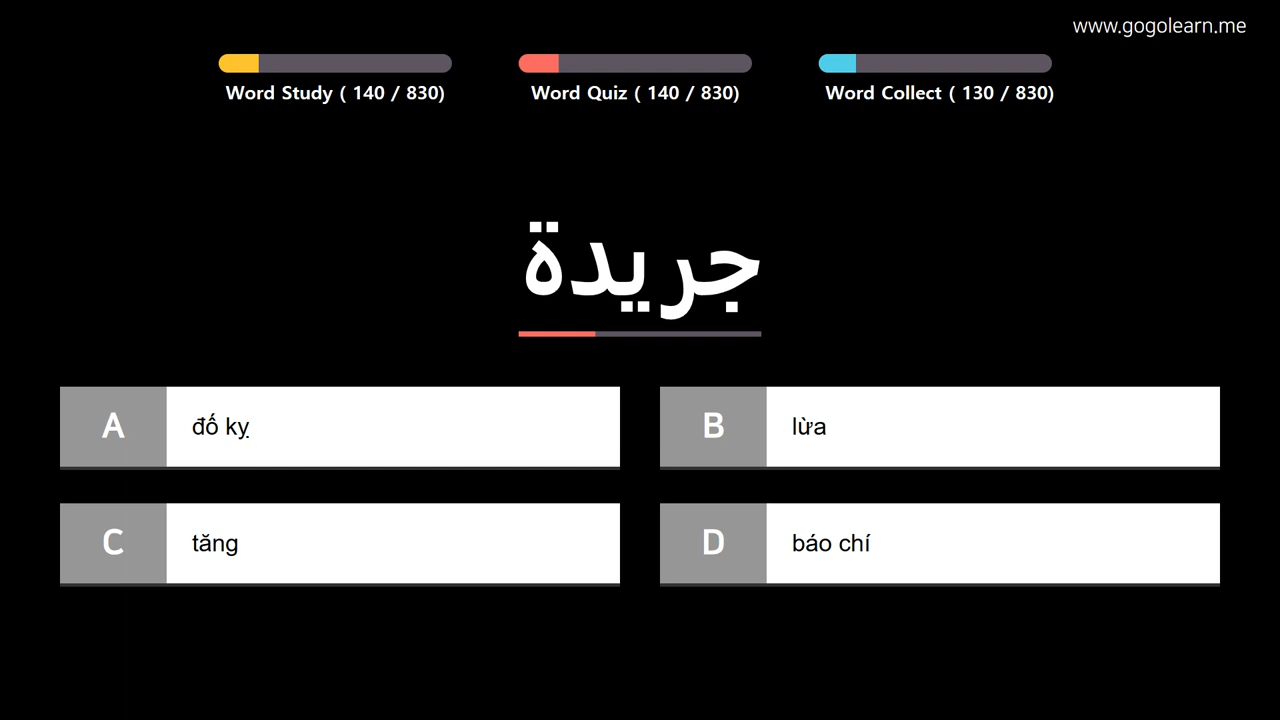 www.gogolearn.me
Word Study ( 140 / 830)
Word Quiz ( 140 / 830)
Word Collect ( 130 / 830)
جريدة
A
đố kỵ
B
lừa
C
tăng
D
báo chí